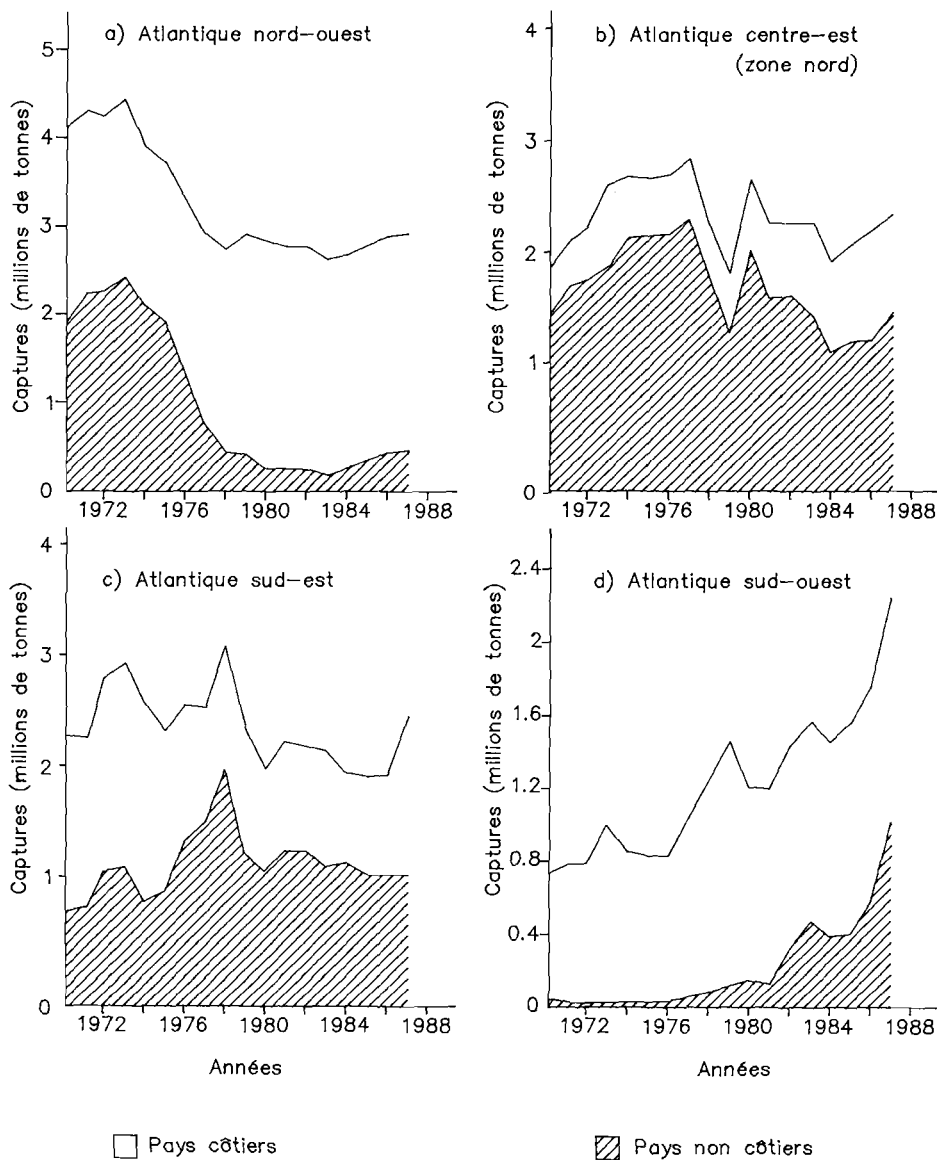 a) Atlantique nord-ouest
Captures (millions de tonnes)
5
4
3
2
1
0
1972 1976 1980 1984 1988
b) Atlantique centre-est
(zone nord)
Captures (millions de tonnes)
4
3
2
1
0
1972 1976 1980 1984 1988
c) Atlantique sud-est
Captures (millions de tonnes)
4
3
2
1
0
1972 1976 1980 1984 1988
Années
d) Atlantique sud-ouest
Captures (millions de tonnes)
2.4
2
1.6
1.2
0.8
0.4
0
1972 1976 1980 1984 1988
Années
Pays côtiers
Pays non côtiers